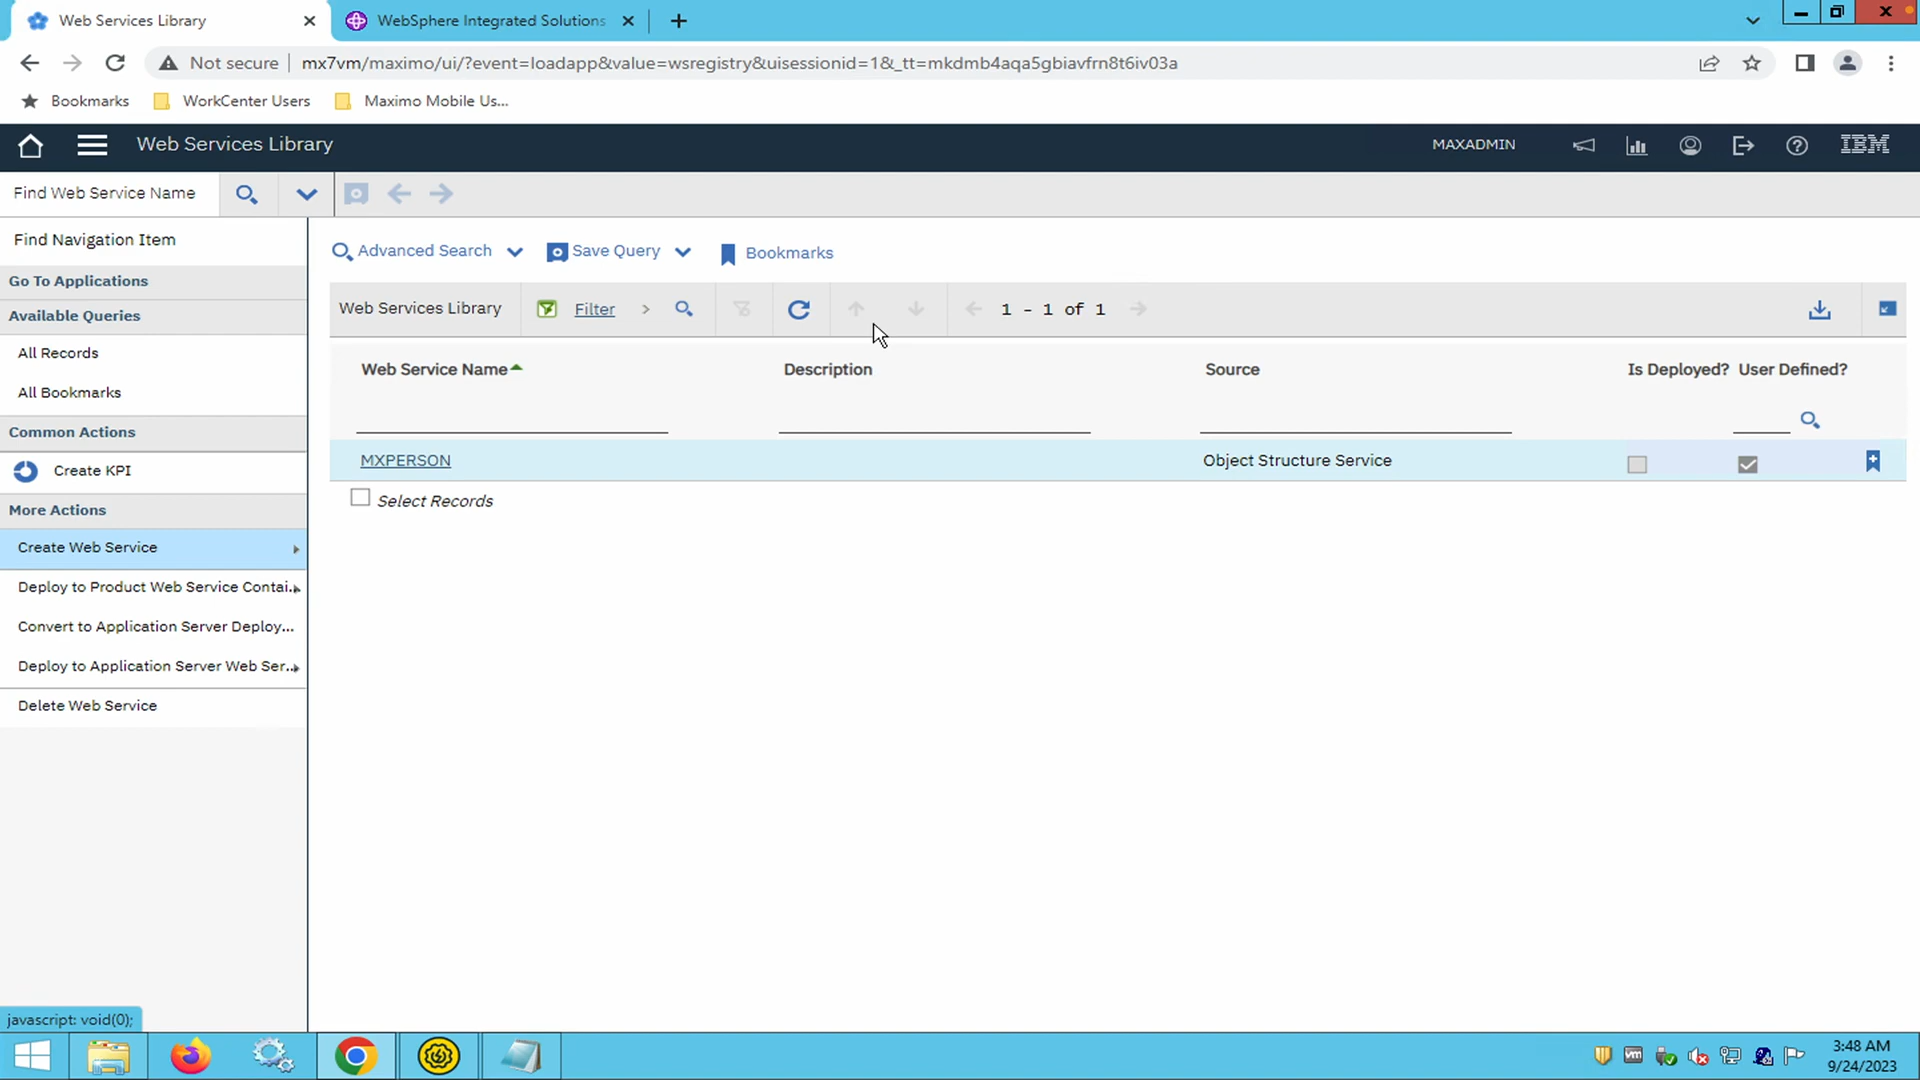 Web Services Library
WebSphere Integrated Solutions
Not secure
mx7vm/maximo/ui/?event=loadapp&value=wsregistry&uisessionid=1&_tt=mkdmb4aqa5gbiavfrn8t6iv03a
Bookmarks
WorkCenter Users
Maximo Mobile Us...
Web Services Library
MAXADMIN
IBM
Find Web Service Name
Find Navigation Item
Go To Applications
Available Queries
All Records
All Bookmarks
Common Actions
Create KPI
More Actions
Create Web Service
Deploy to Product Web Service Contai...
Convert to Application Server Deploy...
Deploy to Application Server Web Ser...
Delete Web Service
Advanced Search
Save Query
Bookmarks
Web Services Library
Filter
1 - 1 of 1
Web Service Name
Description
Source
Is Deployed?
User Defined?
MXPERSON
Object Structure Service
Select Records
javascript: void(0);
3:48 AM
9/24/2023